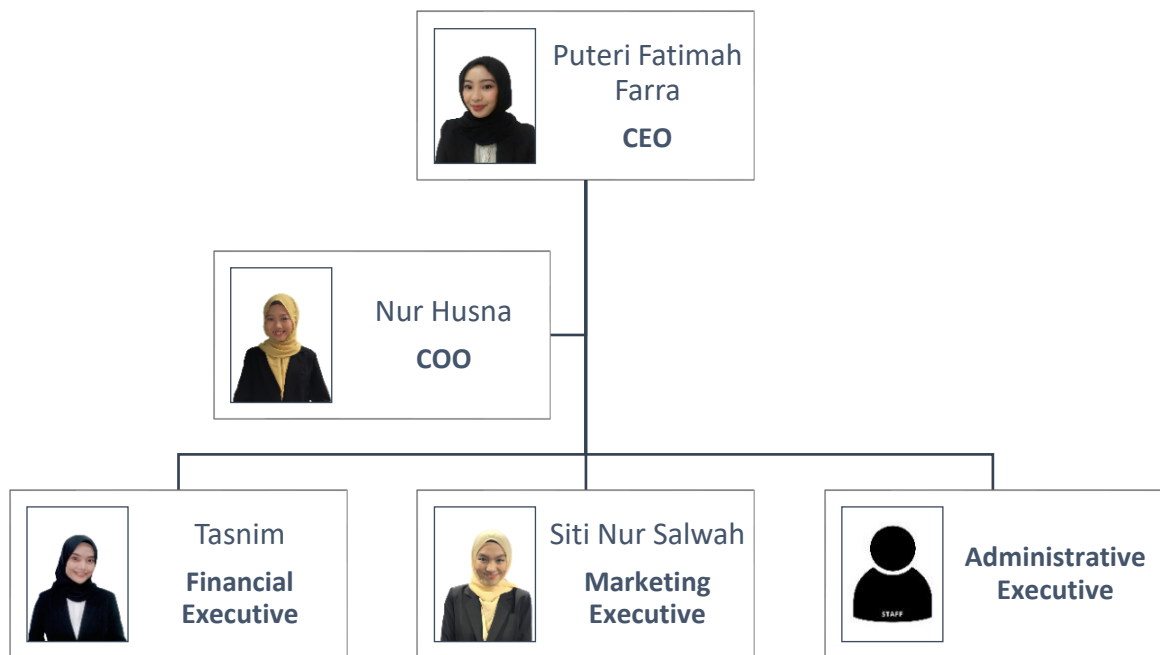 Puteri Fatimah
Farra
CEO
Nur Husna
COO
Tasnim
Financial
Executive
Siti Nur Salwah
Marketing
Executive
STAFF
Administrative
Executive